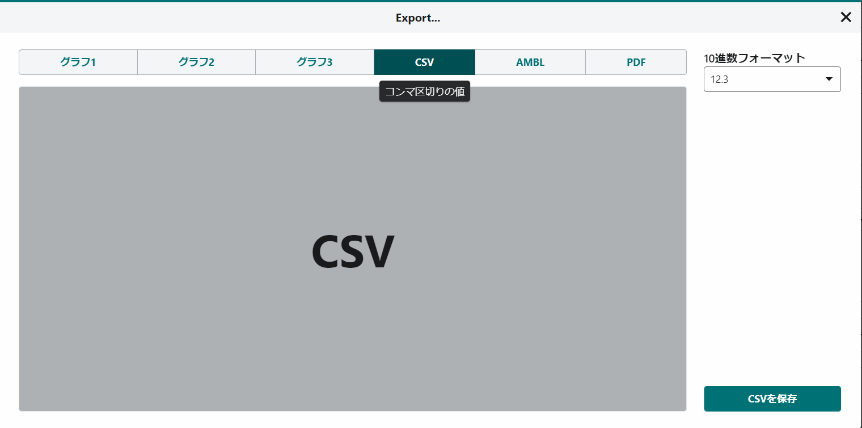 Export...
グラフ1
グラフ2
グラフ3
CSV
AMBL
PDF
10進数フォーマット
12.3
コンマ区切りの値
CSV
CSVを保存